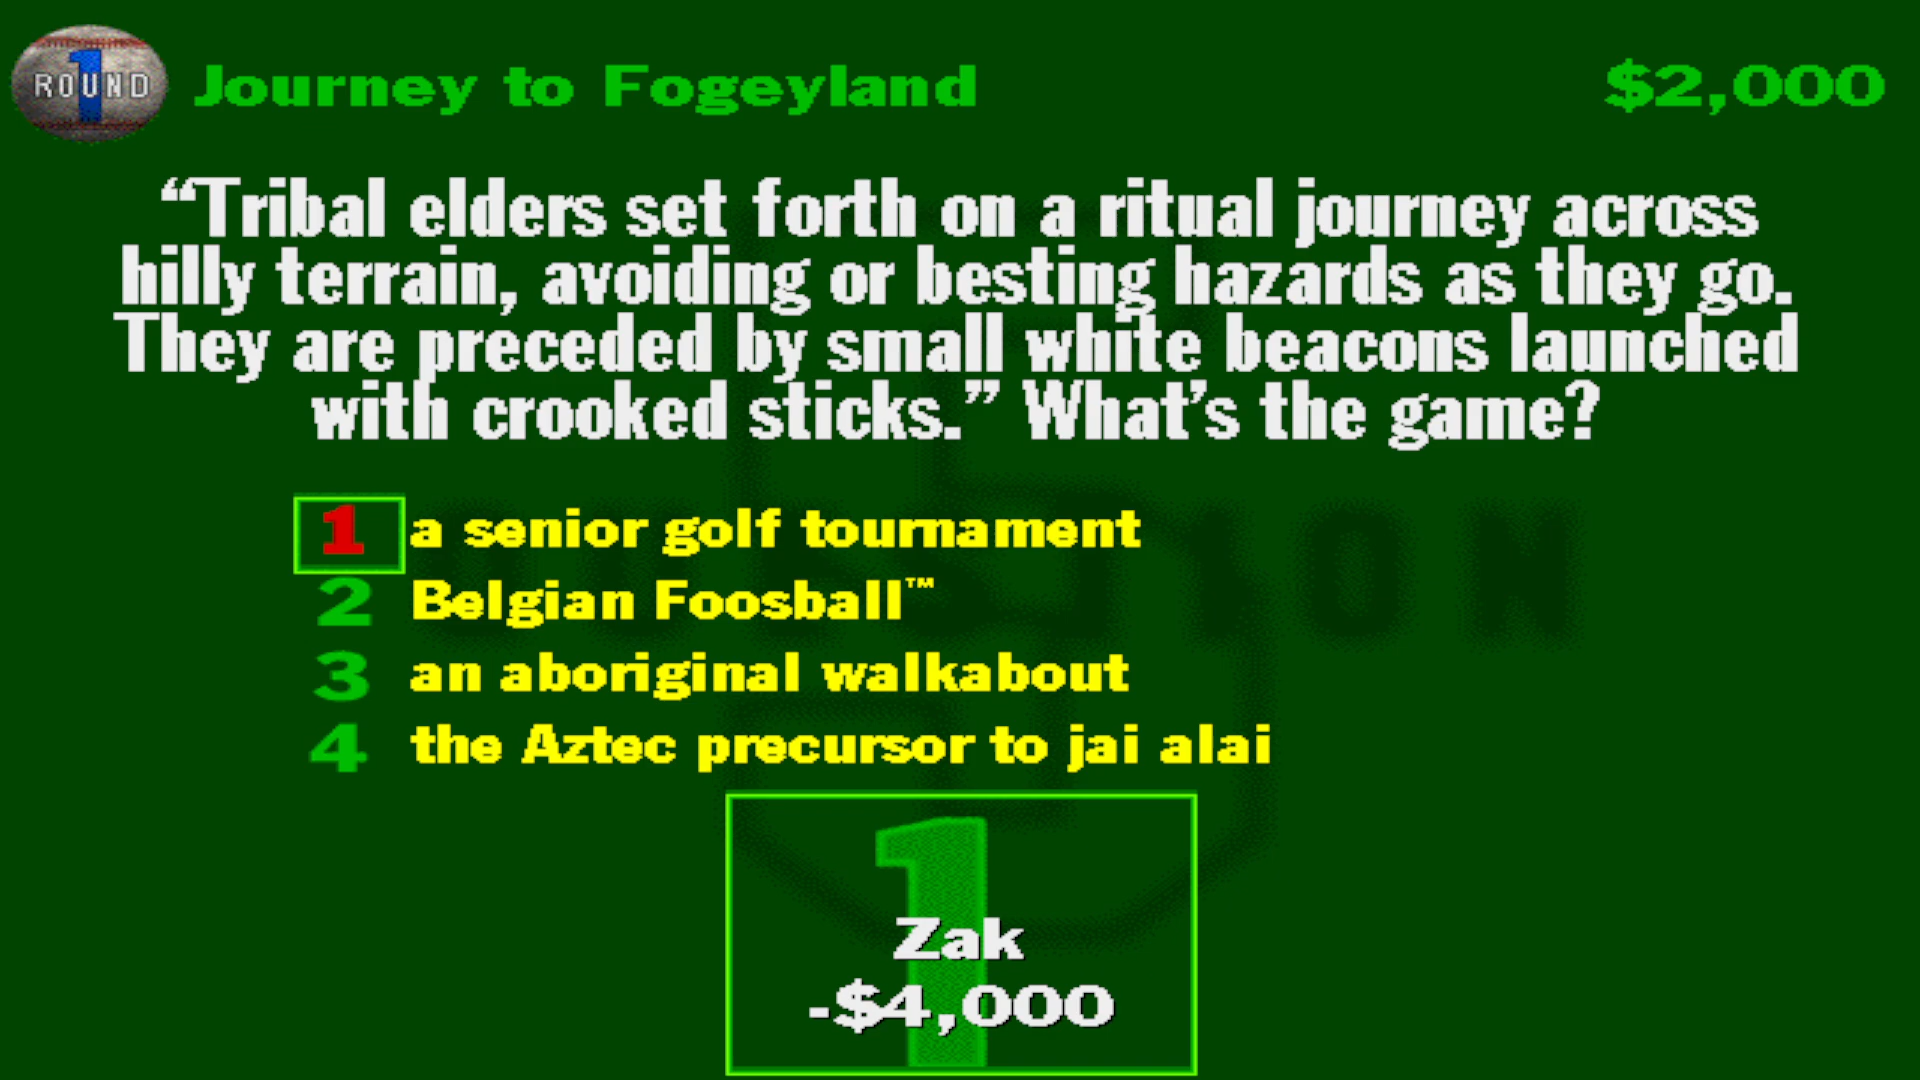 ROUND 1
Journey to Fogeyland
$2,000
“Tribal elders set forth on a ritual journey across
hilly terrain, avoiding or besting hazards as they go.
They are preceded by small white beacons launched
with crooked sticks.” What’s the game?
1 a senior golf tournament
2 Belgian Foosball™
3 an aboriginal walkabout
4 the Aztec precursor to jai alai
1
Zak
-$4,000